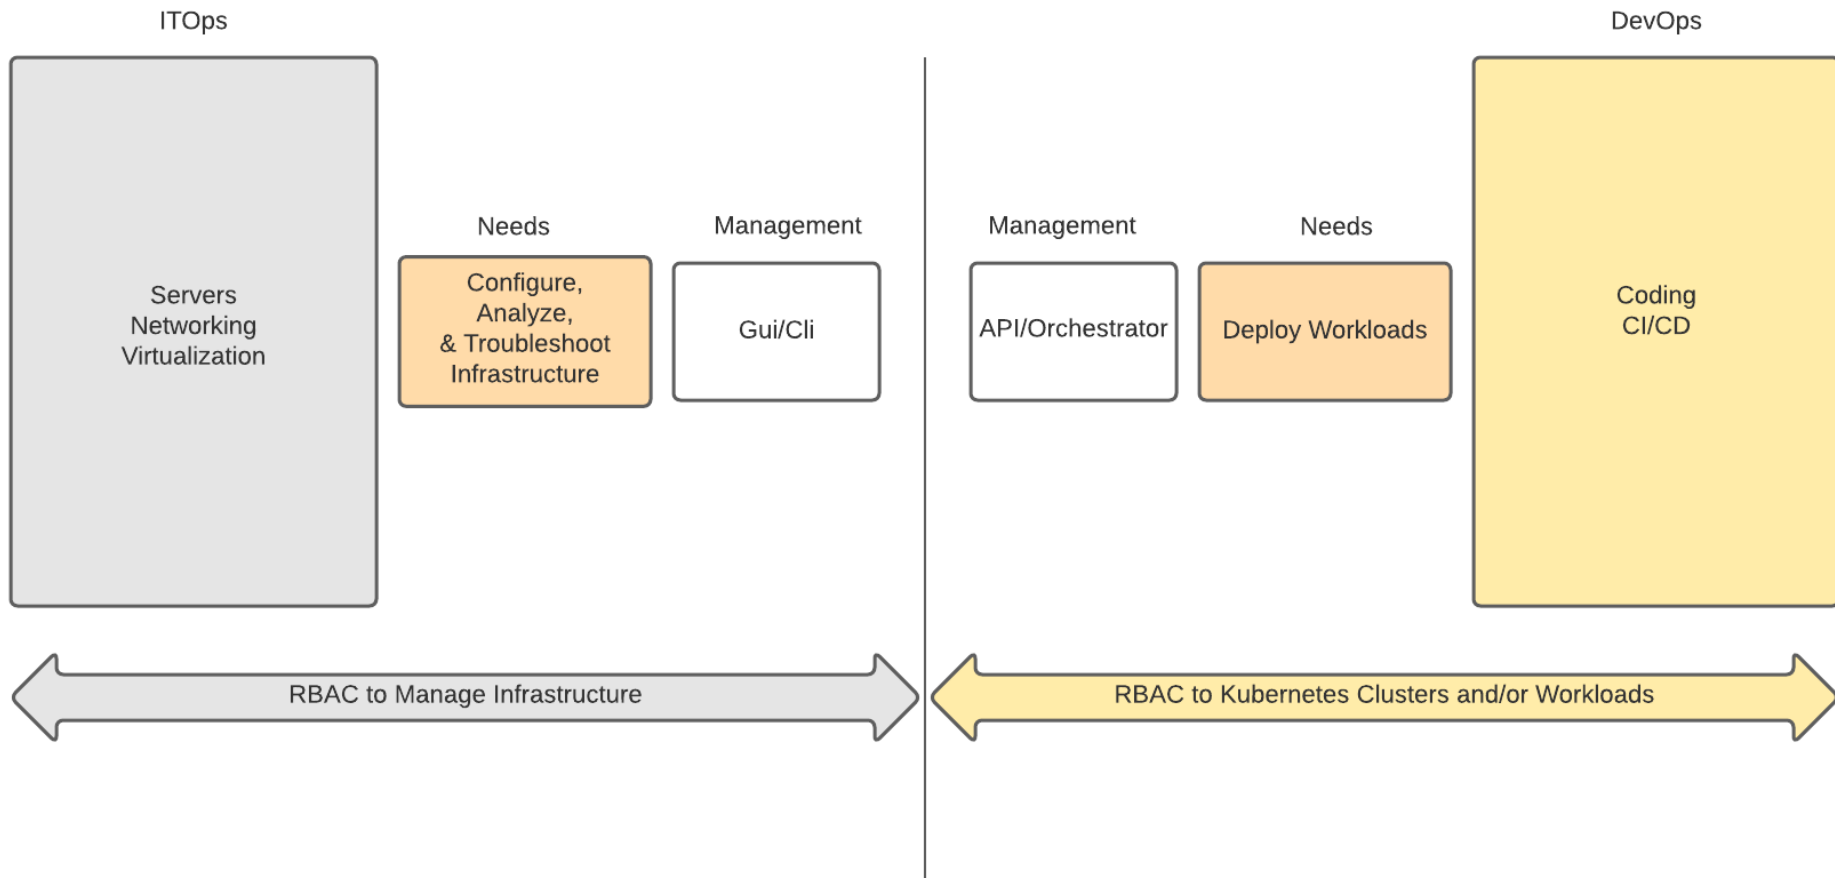 ITOps
DevOps
Servers
Networking
Virtualization
Needs
Configure,
Analyze,
& Troubleshoot
Infrastructure
Management
Gui/Cli
Management
API/Orchestrator
Needs
Deploy Workloads
Coding
CI/CD
RBAC to Manage Infrastructure
RBAC to Kubernetes Clusters and/or Workloads